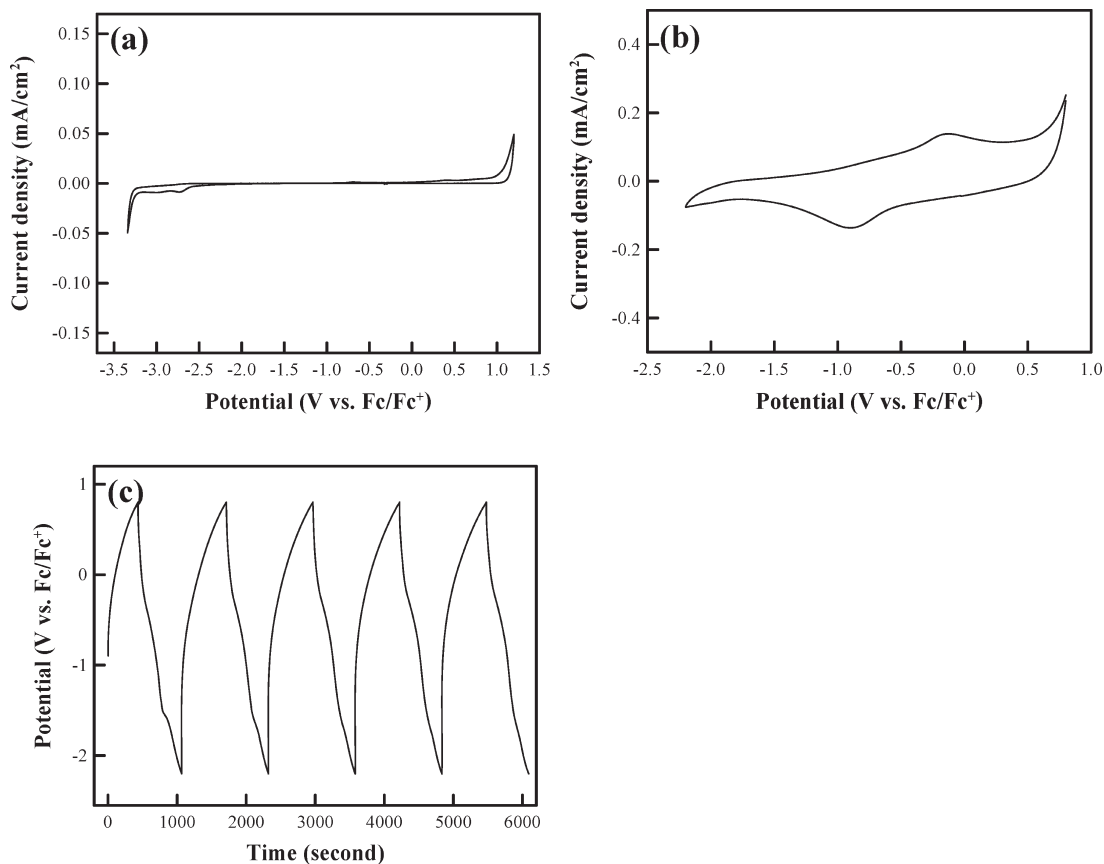 (a)
Current density (mA/cm²)
0.15
0.10
0.05
0.00
-0.05
-0.10
-0.15
-3.5 -3.0 -2.5 -2.0 -1.5 -1.0 -0.5 0.0 0.5 1.0 1.5
Potential (V vs. Fc/Fc⁺)
(b)
Current density (mA/cm²)
0.4
0.2
0.0
-0.2
-0.4
-2.5 -2.0 -1.5 -1.0 -0.5 0.0 0.5 1.0
Potential (V vs. Fc/Fc⁺)
(c)
Potential (V vs. Fc/Fc⁺)
1
0
-1
-2
0 1000 2000 3000 4000 5000 6000
Time (second)